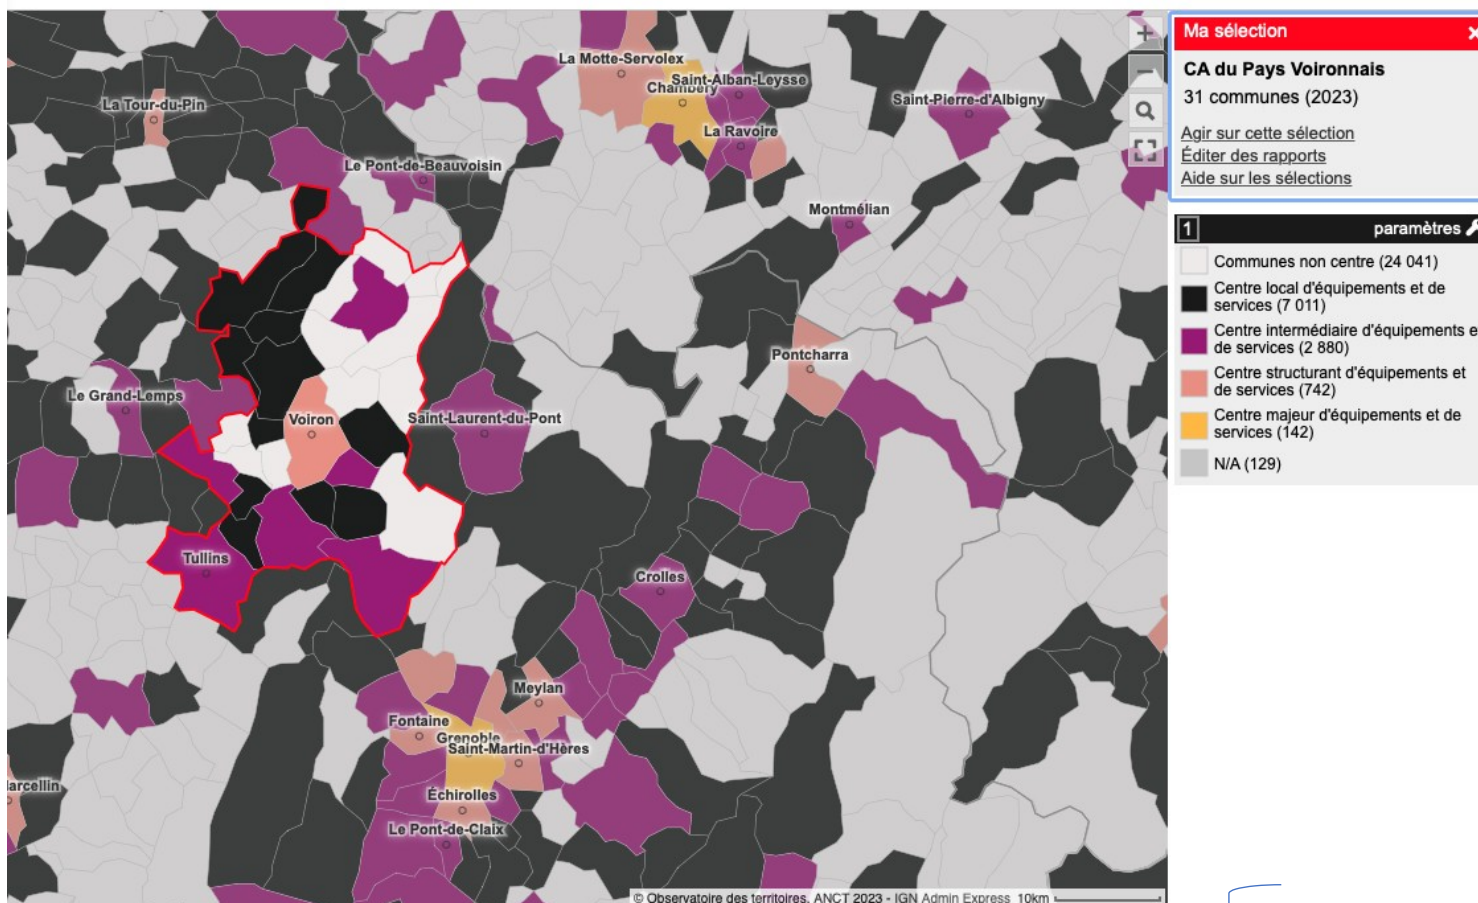 La Motte-Servolex
Saint-Alban-Leysse
Chambéry
La Tour-du-Pin
Saint-Pierre-d'Albigny
La Ravoire
Le Pont-de-Beauvoisin
Montmélian
Pontcharra
Le Grand-Lemps
Voiron
Saint-Laurent-du-Pont
Tullins
Crolles
Meylan
Fontaine
Grenoble
Saint-Martin-d'Hères
arcellin
Échirolles
Le Pont-de-Claix
© Observatoire des territoires, ANCT 2023 - IGN Admin Express 10km
Ma sélection
CA du Pays Voironnais
31 communes (2023)
Agir sur cette sélection
Éditer des rapports
Aide sur les sélections
1 paramètres
Communes non centre (24 041)
Centre local d'équipements et de
services (7 011)
Centre intermédiaire d'équipements et
de services (2 880)
Centre structurant d'équipements et
de services (742)
Centre majeur d'équipements et de
services (142)
N/A (129)